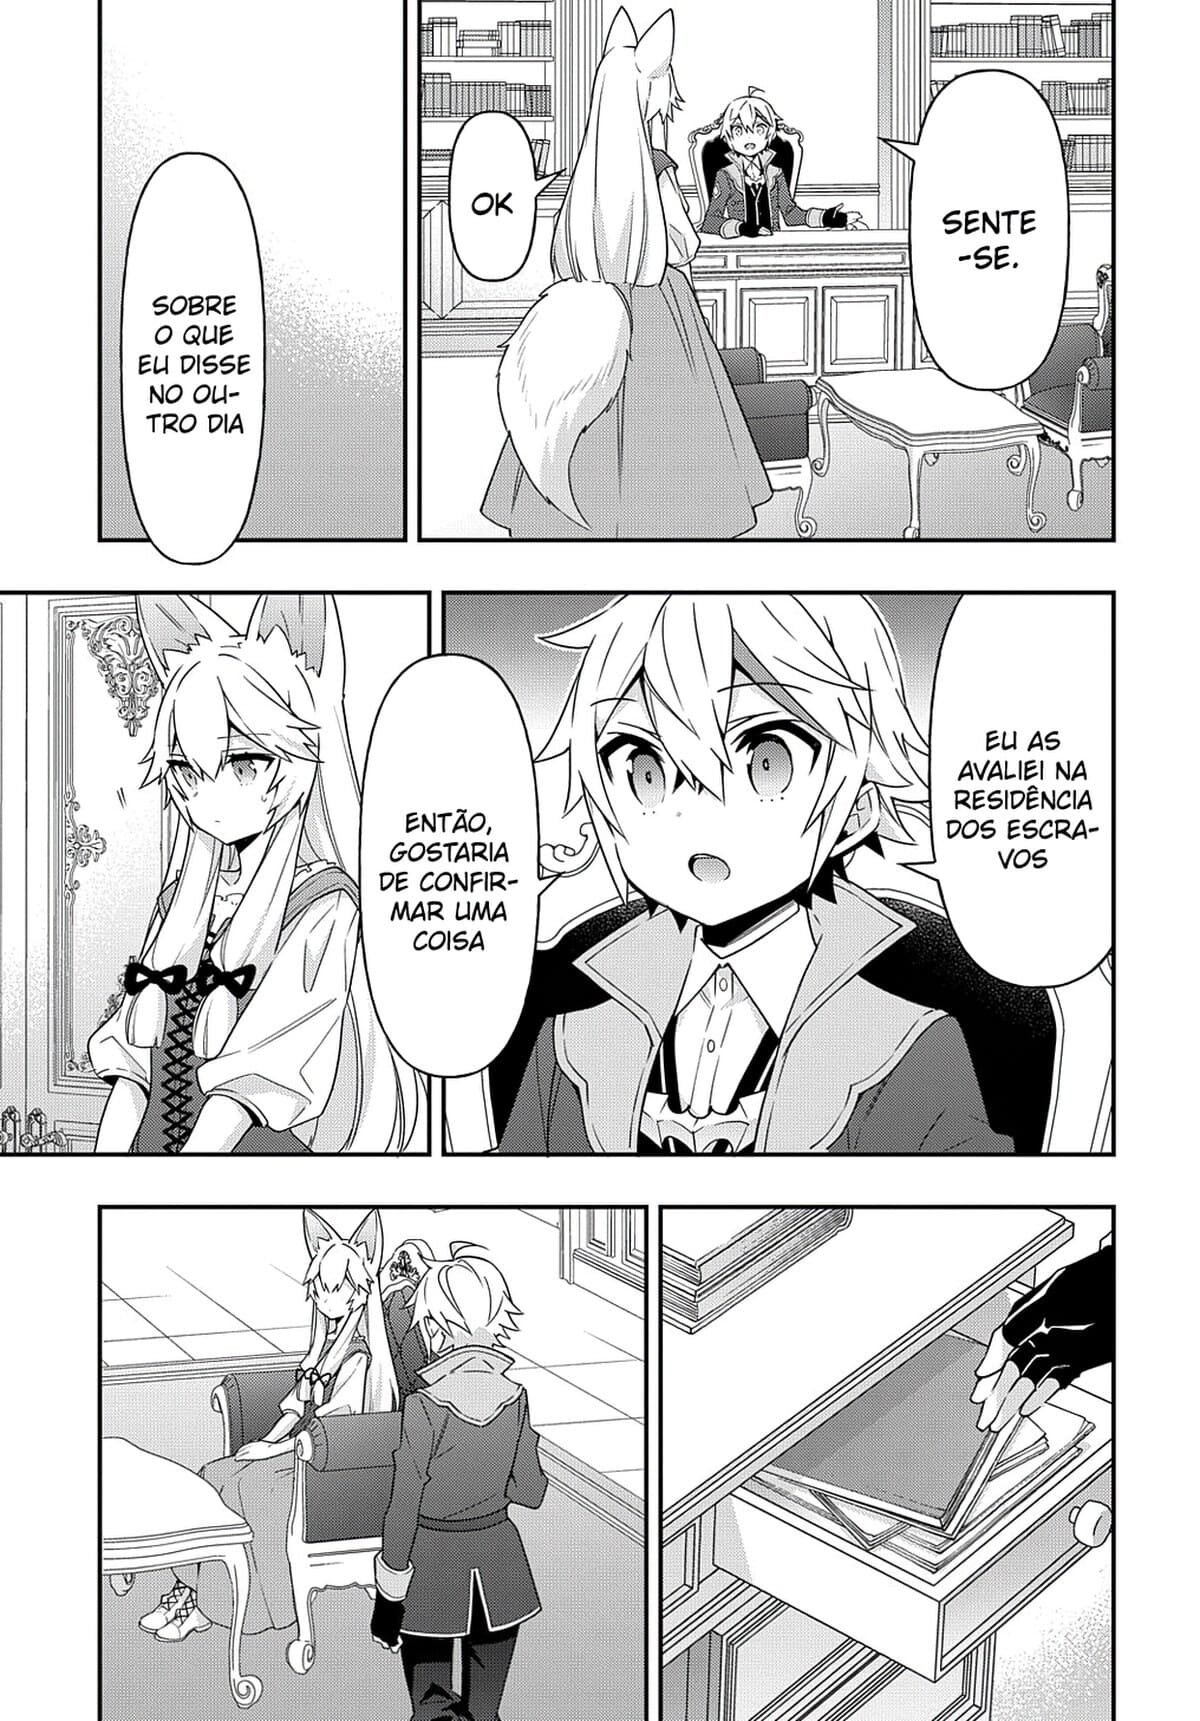 SENTE
-SE.
OK
SOBRE
O QUE
EU DISSE
NO OU-
TRO DIA
EU AS
AVALIEI NA
RESIDÊNCIA
DOS ESCRA-
VOS
ENTÃO,
GOSTARIA
DE CONFIR-
MAR UMA
COISA